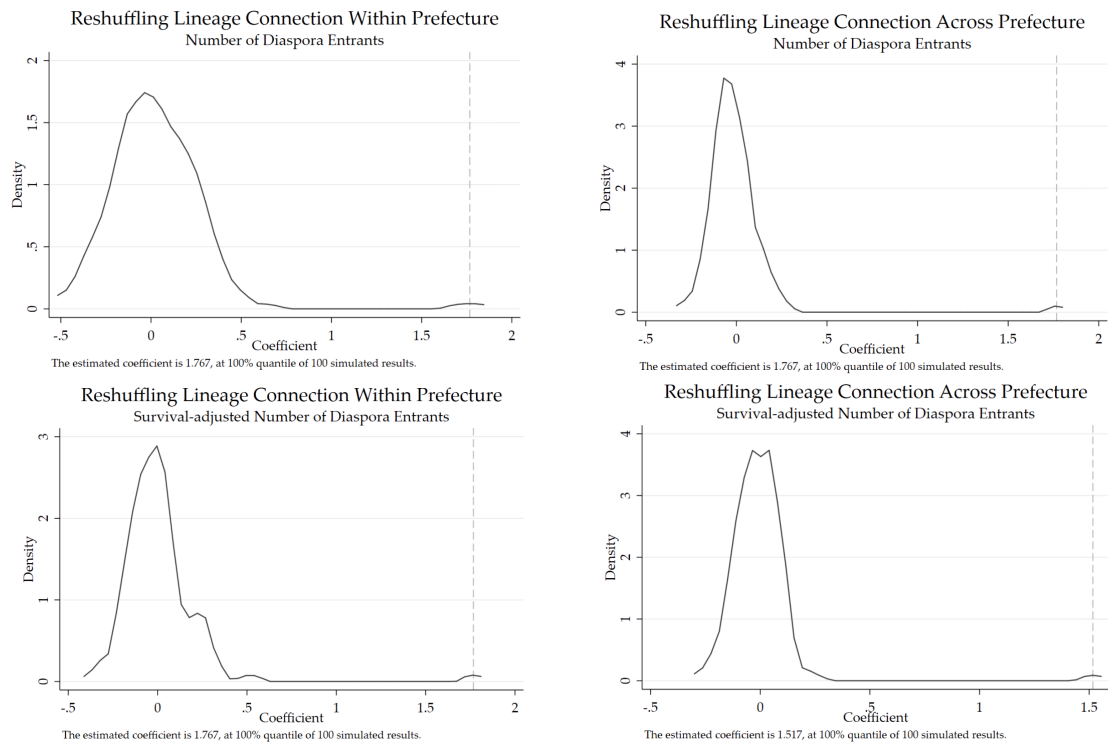 Reshuffling Lineage Connection Within Prefecture
Number of Diaspora Entrants
2
1.5
1
.5
0
Density
-.5 0 .5 1 1.5 2
Coefficient
The estimated coefficient is 1.767, at 100% quantile of 100 simulated results.
Reshuffling Lineage Connection Across Prefecture
Number of Diaspora Entrants
4
3
2
1
0
Density
-.5 0 .5 1 1.5 2
Coefficient
The estimated coefficient is 1.767, at 100% quantile of 100 simulated results.
Reshuffling Lineage Connection Within Prefecture
Survival-adjusted Number of Diaspora Entrants
3
2
1
0
Density
-.5 0 .5 1 1.5 2
Coefficient
The estimated coefficient is 1.767, at 100% quantile of 100 simulated results.
Reshuffling Lineage Connection Across Prefecture
Survival-adjusted Number of Diaspora Entrants
4
3
2
1
0
Density
-.5 0 .5 1 1.5
Coefficient
The estimated coefficient is 1.517, at 100% quantile of 100 simulated results.